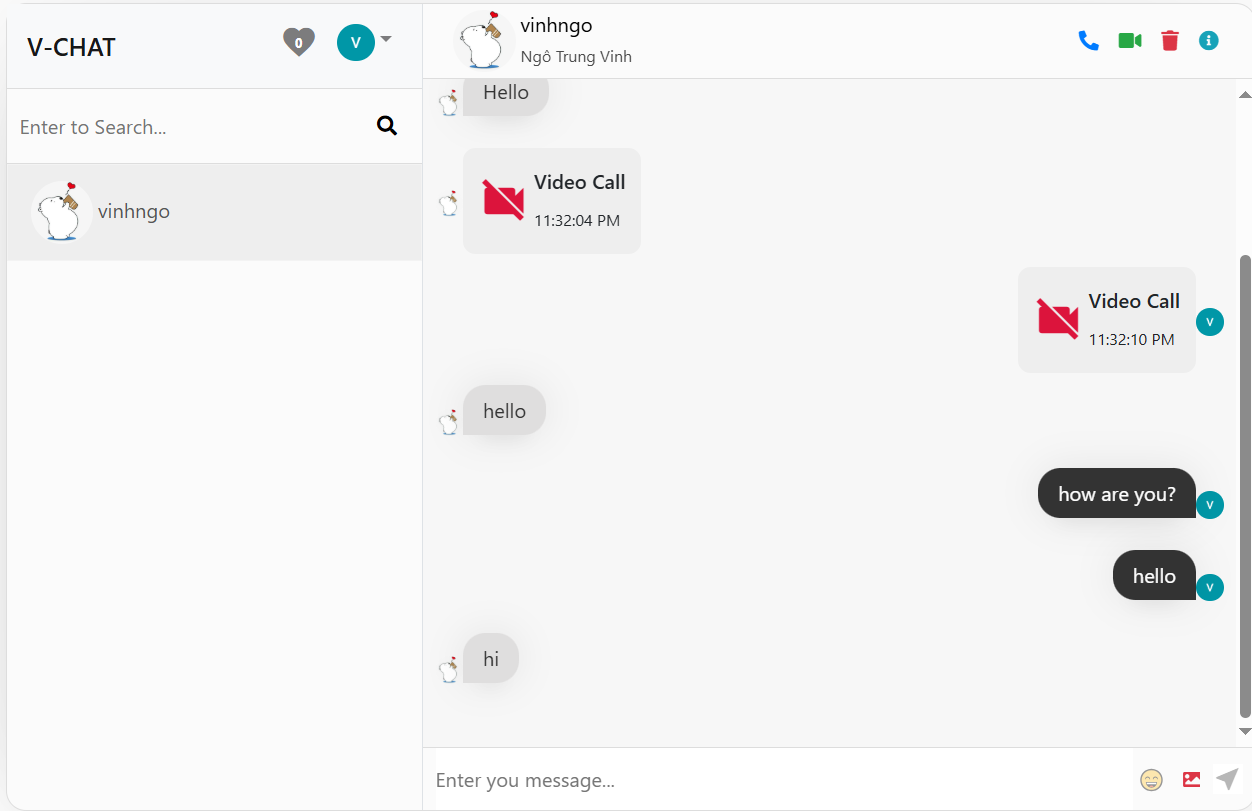 V-CHAT
0
V
Enter to Search...
vinhngo
vinhngo
Ngô Trung Vinh
i
Hello
Video Call
11:32:04 PM
Video Call
11:32:10 PM
V
hello
how are you?
V
hello
V
hi
Enter you message...